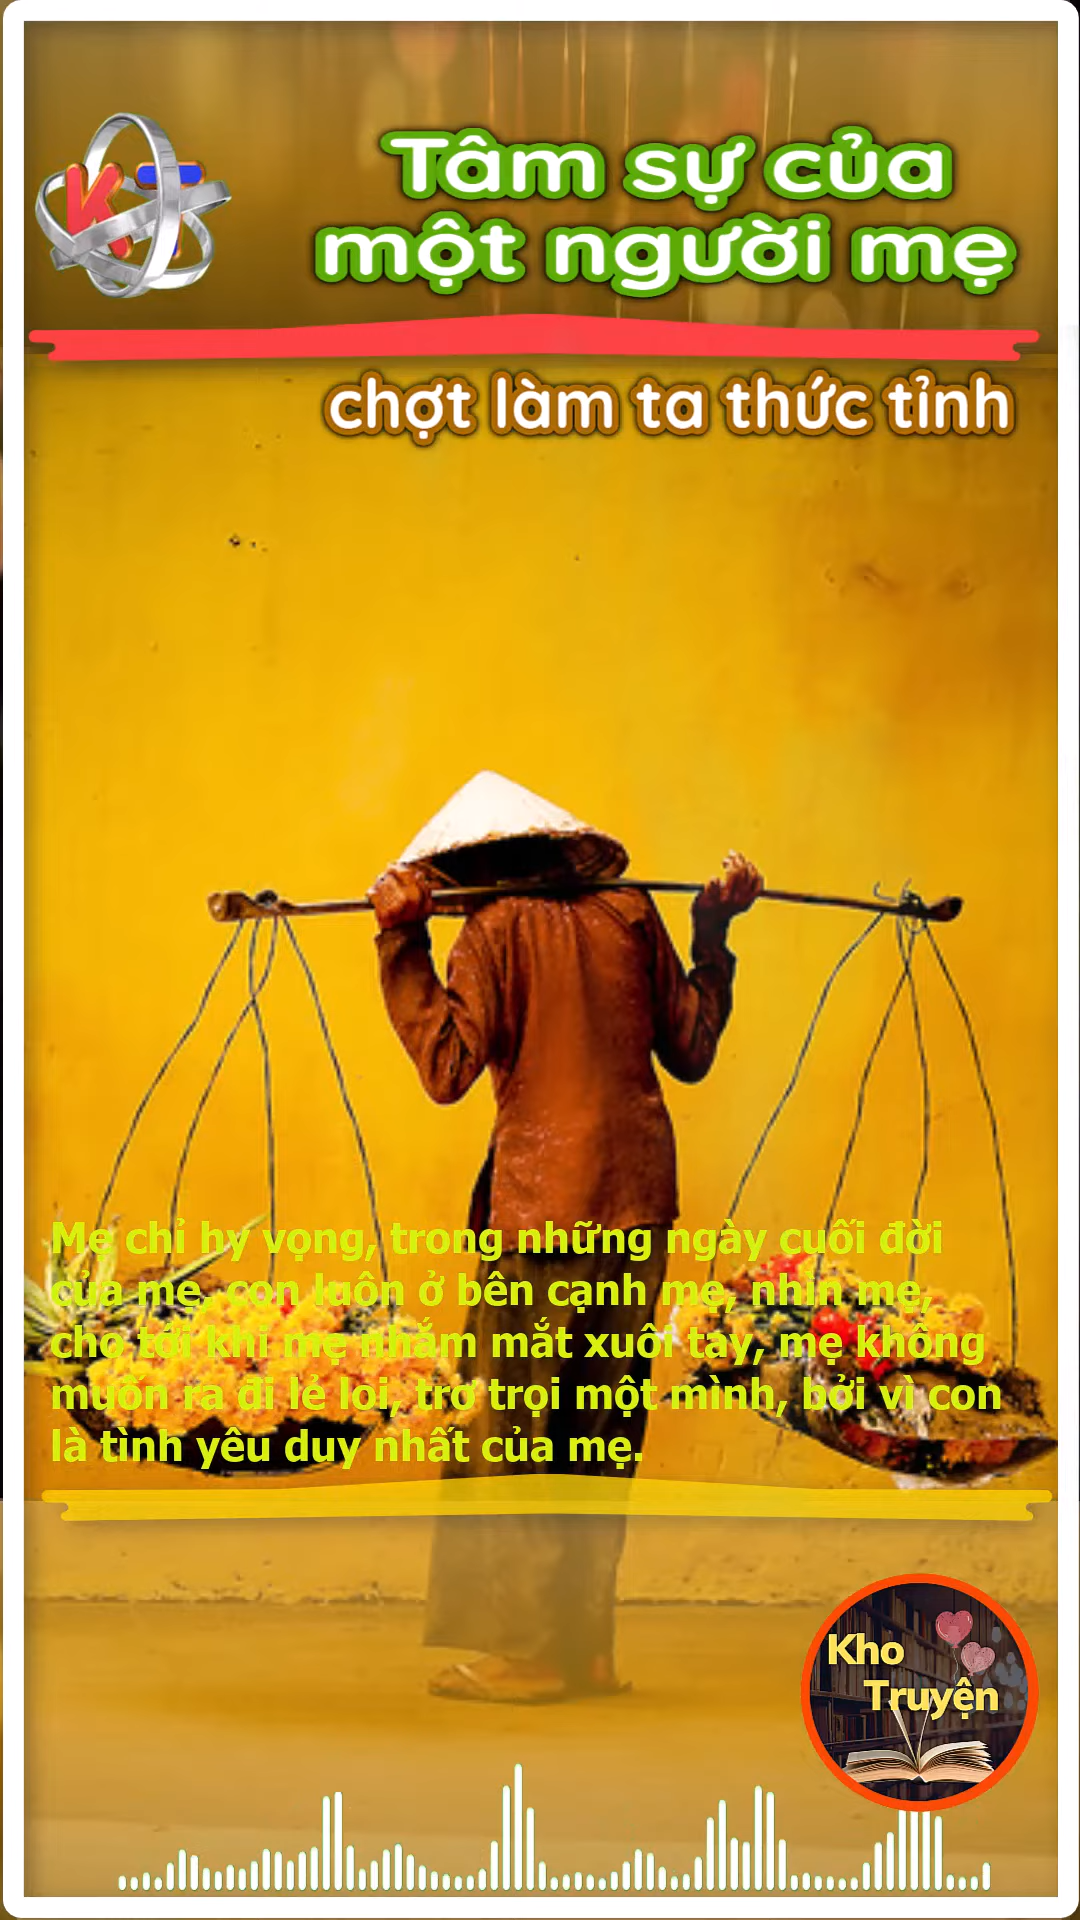 KT
Tâm sự của
một người mẹ
chợt làm ta thức tỉnh
Mẹ chỉ hy vọng, trong những ngày cuối đời
của mẹ, con luôn ở bên cạnh mẹ, nhìn mẹ,
cho tới khi mẹ nhắm mắt xuôi tay, mẹ không
muốn ra đi lẻ loi, trơ trọi một mình, bởi vì con
là tình yêu duy nhất của mẹ.
Kho
Truyện